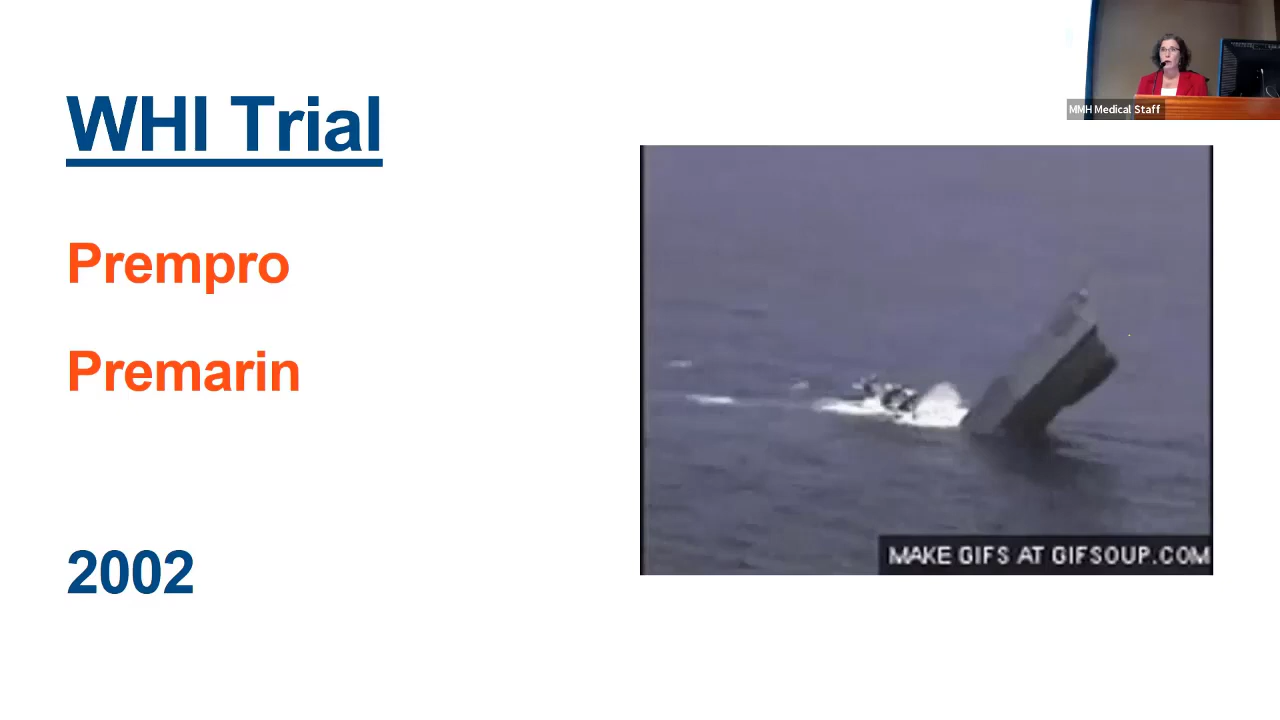 WHI Trial
Prempro
Premarin
2002
MMH Medical Staff
MAKE GIFS AT GIFSOUP.COM